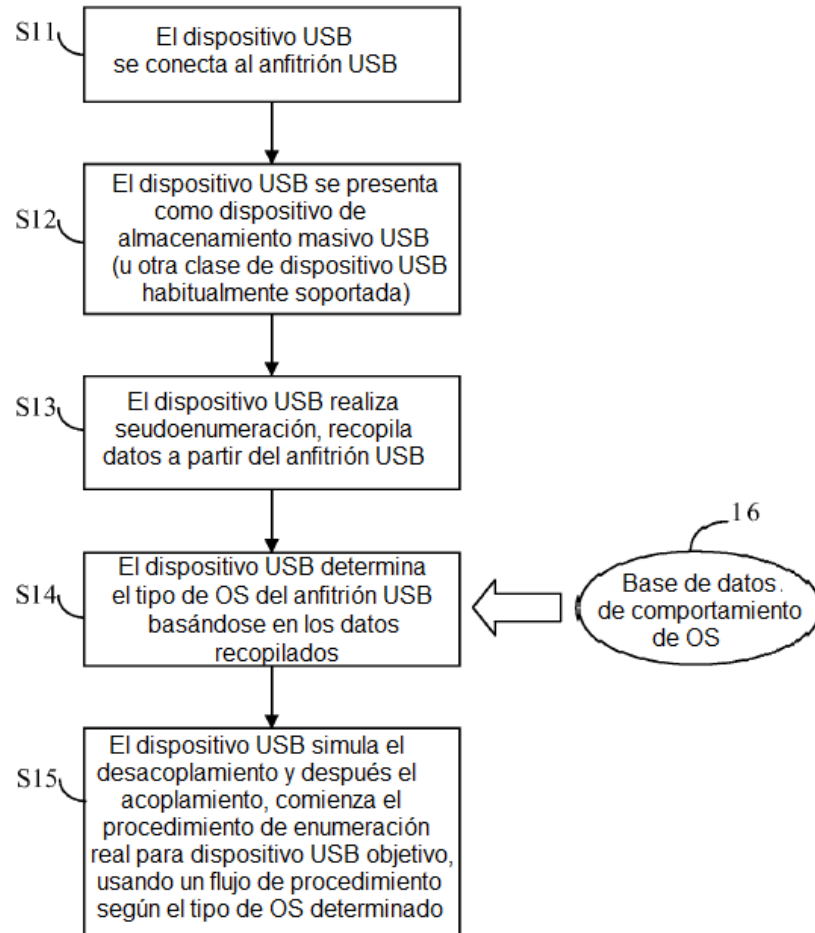 S11
El dispositivo USB
se conecta al anfitrión USB
S12
El dispositivo USB se presenta
como dispositivo de
almacenamiento masivo USB
(u otra clase de dispositivo USB
habitualmente soportada)
S13
El dispositivo USB realiza
seudoenumeración, recopila
datos a partir del anfitrión USB
S14
El dispositivo USB determina
el tipo de OS del anfitrión USB
basándose en los datos
recopilados
16
Base de datos.
de comportamiento
de OS
S15
El dispositivo USB simula el
desacoplamiento y después el
acoplamiento, comienza el
procedimiento de enumeración
real para dispositivo USB objetivo,
usando un flujo de procedimiento
según el tipo de OS determinado